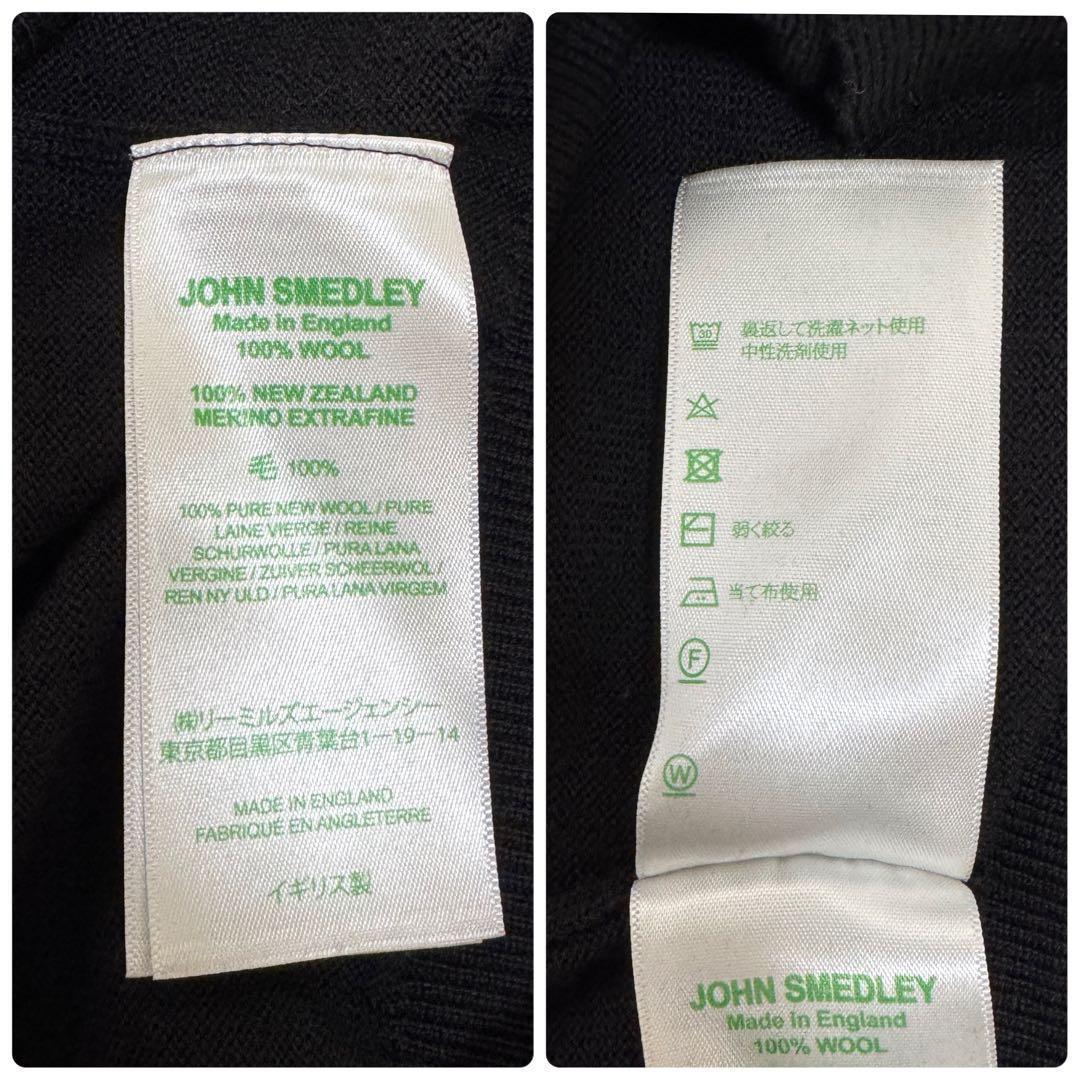 JOHN SMEDLEY
Made in England
100% WOOL
100% NEW ZEALAND
MERINO EXTRAFINE
毛 100%
100% PURE NEW WOOL / PURE
LAINE VIERGE / REINE
SCHURWOLLE / PURA LANA
VERGINE / ZUIVER SCHEERWOL /
REN NY ULD / PURA LANA VIRGEM
㈱リーミルズエージェンシー
東京都目黒区青葉台1-19-14
MADE IN ENGLAND
FABRIQUÉ EN ANGLETERRE
イギリス製
30 裏返して洗濯ネット使用
中性洗剤使用
弱く絞る
当て布使用
F
W
JOHN SMEDLEY
Made in England
100% WOOL